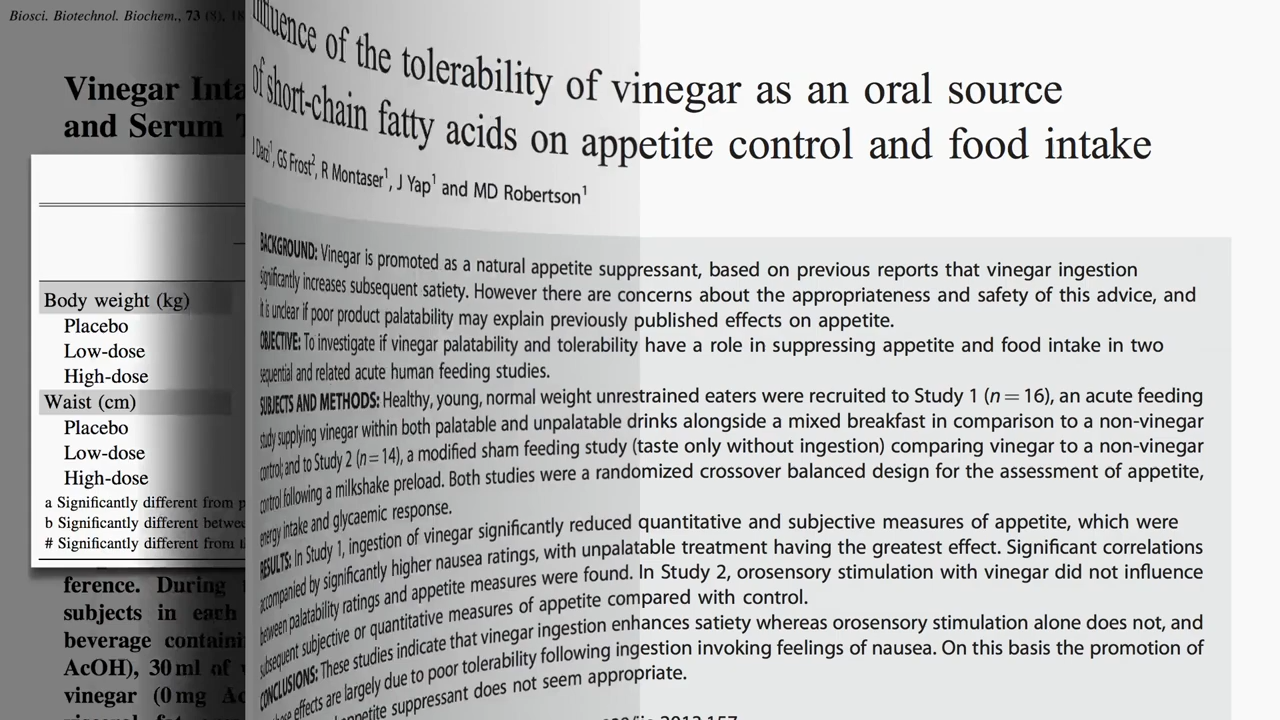 Biosci. Biotechnol. Biochem., 73 (8), 18
Vinegar Inta
and Serum T
Body weight (kg)
Placebo
Low-dose
High-dose
Waist (cm)
Placebo
Low-dose
High-dose
a Significantly different from p
b Significantly betwe
# Significantly different from t
ference. During
subjects in each
beverage containi
AcOH), 30 ml of v
vinegar (0 mg Ac
Influence of the tolerability of vinegar as an oral source
of short-chain fatty acids on appetite control and food intake
J Darzi1, GS Frost2, R Montaser1, J Yap1 and MD Robertson1
BACKGROUND: Vinegar is promoted as a natural appetite suppressant, based on previous reports that vinegar ingestion
significantly increases subsequent satiety. However there are concerns about the appropriateness and safety of this advice, and
it is unclear if poor product palatability may explain previously published effects on appetite.
OBJECTIVE: To investigate if vinegar palatability and tolerability have a role in suppressing appetite and food intake in two
sequential and related acute human feeding studies.
SUBJECTS AND METHODS: Healthy, young, normal weight unrestrained eaters were recruited to Study 1 (n = 16), an acute feeding
study supplying vinegar within both palatable and unpalatable drinks alongside a mixed breakfast in comparison to a non-vinegar
control; and to Study 2 (n = 14), a modified sham feeding study (taste only without ingestion) comparing vinegar to a non-vinegar
control following a milkshake preload. Both studies were a randomized crossover balanced design for the assessment of appetite,
energy intake and glycaemic response.
RESULTS: In Study 1, ingestion of vinegar significantly reduced quantitative and subjective measures of appetite, which were
accompanied by significantly higher nausea ratings, with unpalatable treatment having the greatest effect. Significant correlations
between palatability ratings and appetite measures were found. In Study 2, orosensory stimulation with vinegar did not influence
subsequent subjective or quantitative measures of appetite compared with control.
CONCLUSIONS: These studies indicate that vinegar ingestion enhances satiety whereas orosensory stimulation alone does not, and
these effects are largely due to poor tolerability following ingestion invoking feelings of nausea. On this basis the promotion of
appetite suppressant does not seem appropriate.